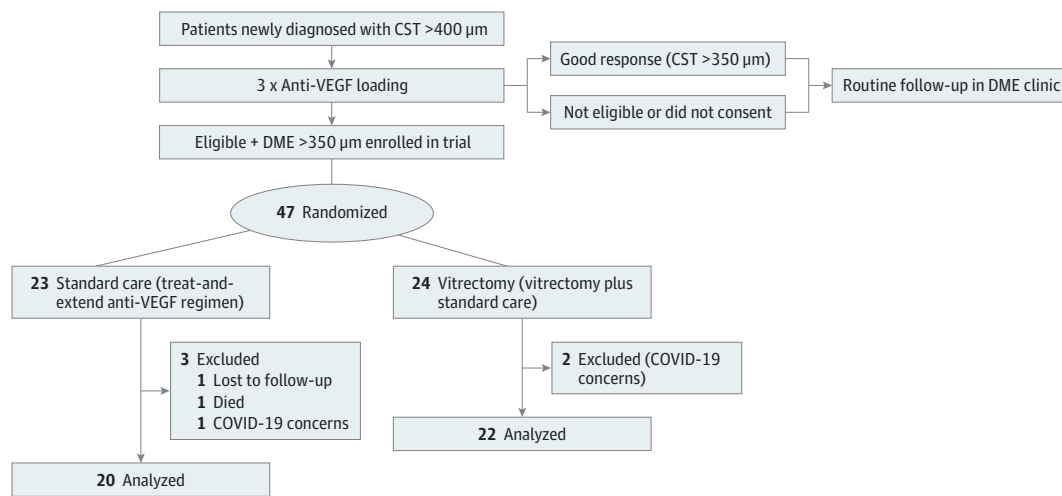 Patients newly diagnosed with CST >400 μm
3 x Anti-VEGF loading
Good response (CST >350 μm)
Not eligible or did not consent
Routine follow-up in DME clinic
Eligible + DME >350 μm enrolled in trial
47 Randomized
23 Standard care (treat-and-
extend anti-VEGF regimen)
24 Vitrectomy (vitrectomy plus
standard care)
3 Excluded
1 Lost to follow-up
1 Died
1 COVID-19 concerns
2 Excluded (COVID-19
concerns)
22 Analyzed
20 Analyzed